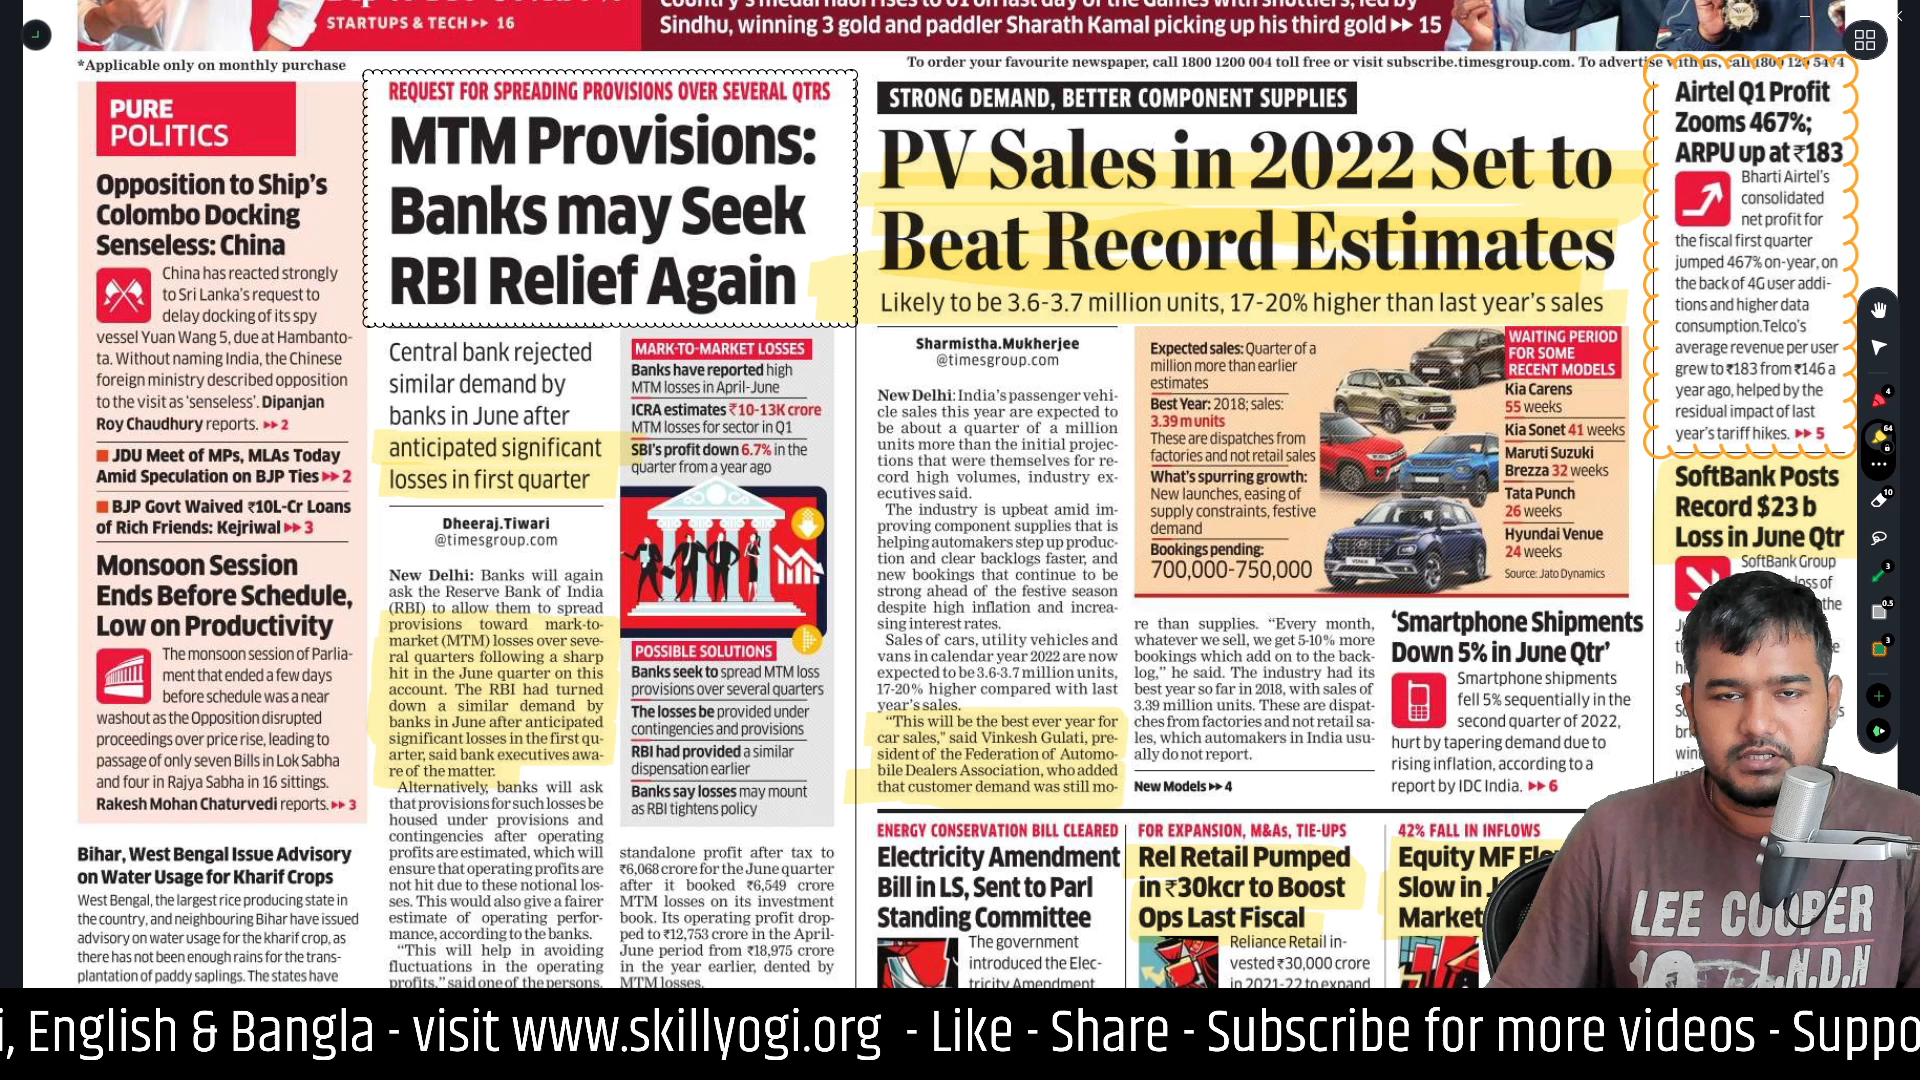 STARTUPS & TECH 16
Sindhu, winning 3 gold and paddler Sharath Kamal picking up his third gold 15
*Applicable only on monthly purchase
To order your favourite newspaper, call 1800 1200 004 toll free or visit subscribe.timesgroup.com. To advertise with us, call 1800 120 5474
PURE
POLITICS
Opposition to Ship's
Colombo Docking
Senseless: China
China has reacted strongly
to Sri Lanka's request to
delay docking of its spy
vessel Yuan Wang 5, due at Hambanto-
ta. Without naming India, the Chinese
foreign ministry described opposition
to the visit as 'senseless'. Dipanjan
Roy Chaudhury reports. 2
JDU Meet of MPs, MLAs Today
Amid Speculation on BJP Ties 2
BJP Govt Waived ₹10L-Cr Loans
of Rich Friends: Kejriwal 3
Monsoon Session
Ends Before Schedule,
Low on Productivity
The monsoon session of Parlia-
ment that ended a few days
before schedule was a near
washout as the Opposition disrupted
proceedings over price rise, leading to
passage of only seven Bills in Lok Sabha
and four in Rajya Sabha in 16 sittings.
Rakesh Mohan Chaturvedi reports. 3
Bihar, West Bengal Issue Advisory
on Water Usage for Kharif Crops
West Bengal, the largest rice producing state in
the country, and neighbouring Bihar have issued
advisory on water usage for the kharif crop, as
there has not been enough rains for the trans-
plantation of paddy saplings. The states have
REQUEST FOR SPREADING PROVISIONS OVER SEVERAL QTRS
MTM Provisions:
Banks may Seek
RBI Relief Again
Central bank rejected
similar demand by
banks in June after
anticipated significant
losses in first quarter
Dheeraj.Tiwari
@timesgroup.com
New Delhi: Banks will again
ask the Reserve Bank of India
(RBI) to allow them to spread
provisions toward mark-to-
market (MTM) losses over seve-
ral quarters following a sharp
hit in the June quarter on this
account. The RBI had turned
down a similar demand by
banks in June after anticipated
significant losses in the first qu-
arter, said bank executives awa-
re of the matter.
Alternatively, banks will ask
that provisions for such losses be
housed under provisions and
contingencies after operating
profits are estimated, which will
ensure that operating profits are
not hit due to these notional los-
ses. This would also give a fairer
estimate of operating perfor-
mance, according to the banks.
"This will help in avoiding
fluctuations in the operating
profits," said one of the persons.
MARK-TO-MARKET LOSSES
Banks have reported high
MTM losses in April-June
ICRA estimates ₹10-13K crore
MTM losses for sector in Q1
SBI's profit down 6.7% in the
quarter from a year ago
POSSIBLE SOLUTIONS
Banks seek to spread MTM loss
provisions over several quarters
The losses be provided under
contingencies and provisions
RBI had provided a similar
dispensation earlier
Banks say losses may mount
as RBI tightens policy
standalone profit after tax to
₹6,068 crore for the June quarter
after it booked ₹6,549 crore
MTM losses on its investment
book. Its operating profit drop-
ped to ₹12,753 crore in the April-
June period from ₹18,975 crore
in the year earlier, dented by
MTM losses.
STRONG DEMAND, BETTER COMPONENT SUPPLIES
PV Sales in 2022 Set to
Beat Record Estimates
Likely to be 3.6-3.7 million units, 17-20% higher than last year's sales
Sharmistha.Mukherjee
@timesgroup.com
New Delhi: India's passenger vehi-
cle sales this year are expected to
be about a quarter of a million
units more than the initial projec-
tions that were themselves for re-
cord high volumes, industry ex-
ecutives said.
The industry is upbeat amid im-
proving component supplies that is
helping automakers step up produc-
tion and clear backlogs faster, and
new bookings that continue to be
strong ahead of the festive season
despite high inflation and increa-
sing interest rates.
Sales of cars, utility vehicles and
vans in calendar year 2022 are now
expected to be 3.6-3.7 million units,
17-20% higher compared with last
year's sales.
"This will be the best ever year for
car sales," said Vinkesh Gulati, pre-
sident of the Federation of Automo-
bile Dealers Association, who added
that customer demand was still mo-
Expected sales: Quarter of a
million more than earlier
estimates
Best Year: 2018; sales:
3.39 m units
These are dispatches from
factories and not retail sales
What's spurring growth:
New launches, easing of
supply constraints, festive
demand
Bookings pending:
700,000-750,000
WAITING PERIOD
FOR SOME
RECENT MODELS
Kia Carens
55 weeks
Kia Sonet 41 weeks
Maruti Suzuki
Brezza 32 weeks
Tata Punch
26 weeks
Hyundai Venue
24 weeks
Source: Jato Dynamics
re than supplies. "Every month,
whatever we sell, we get 5-10% more
bookings which add on to the back-
log," he said. The industry had its
best year so far in 2018, with sales of
3.39 million units. These are dispat-
ches from factories and not retail sa-
les, which automakers in India usu-
ally do not report.
New Models 4
'Smartphone Shipments
Down 5% in June Qtr'
Smartphone shipments
fell 5% sequentially in the
second quarter of 2022,
hurt by tapering demand due to
rising inflation, according to a
report by IDC India. 6
ENERGY CONSERVATION BILL CLEARED
Electricity Amendment
Bill in LS, Sent to Parl
Standing Committee
The government
introduced the Elec-
tricity Amendment
FOR EXPANSION, M&As, TIE-UPS
Rel Retail Pumped
in ₹30kcr to Boost
Ops Last Fiscal
Reliance Retail in-
vested ₹30,000 crore
in 2021-22 to expand
42% FALL IN INFLOWS
Equity MF
Slow in
Market
Airtel Q1 Profit
Zooms 467%;
ARPU up at ₹183
Bharti Airtel's
consolidated
net profit for
the fiscal first quarter
jumped 467% on-year, on
the back of 4G user addi-
tions and higher data
consumption. Telco's
average revenue per user
grew to ₹183 from ₹146 a
year ago, helped by the
residual impact of last
year's tariff hikes. 5
SoftBank Posts
Record $23 b
Loss in June Qtr
SoftBank Group
loss of
the
LEE COOPER
I.N.D.N
, English & Bangla - visit www.skillyogi.org - Like - Share - Subscribe for more videos - Suppo